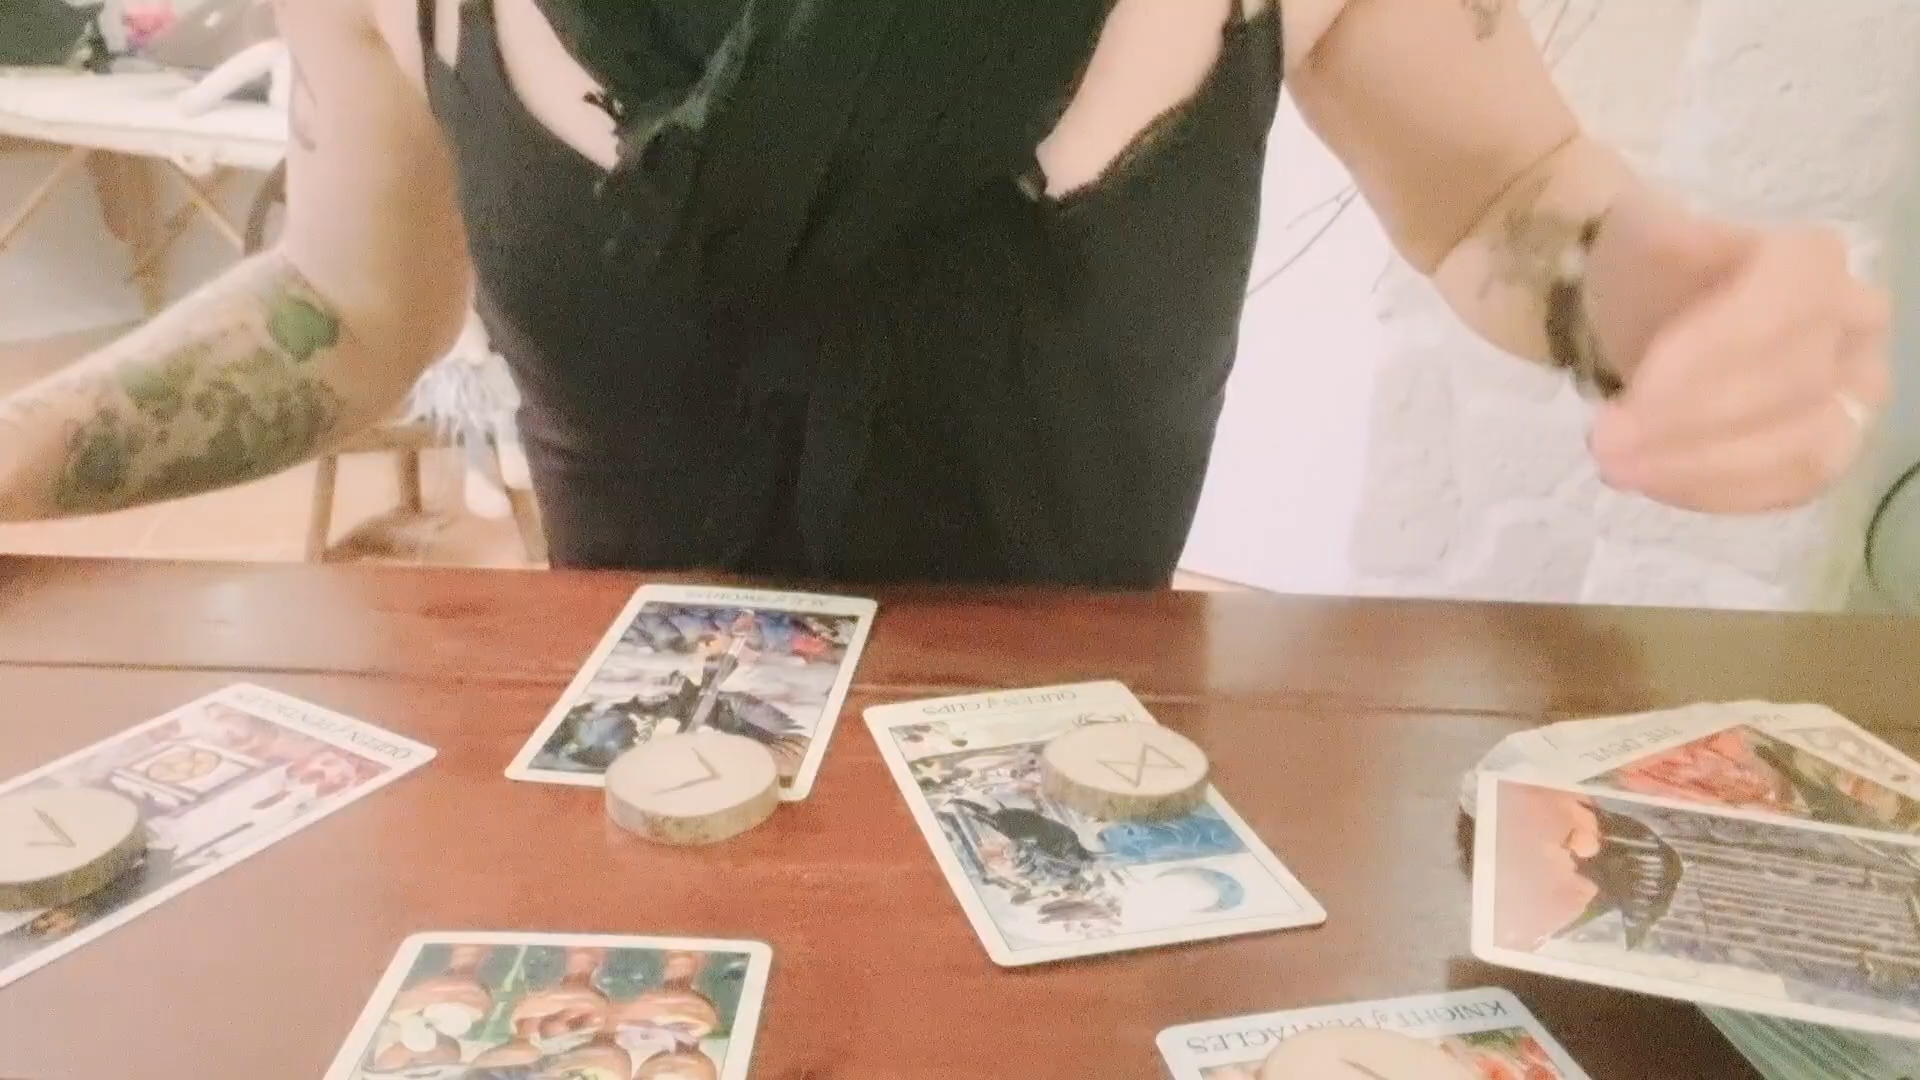 ACE of SWORDS
QUEEN of PENTACLES
QUEEN of CUPS
THE DEVIL
KNIGHT of PENTACLES